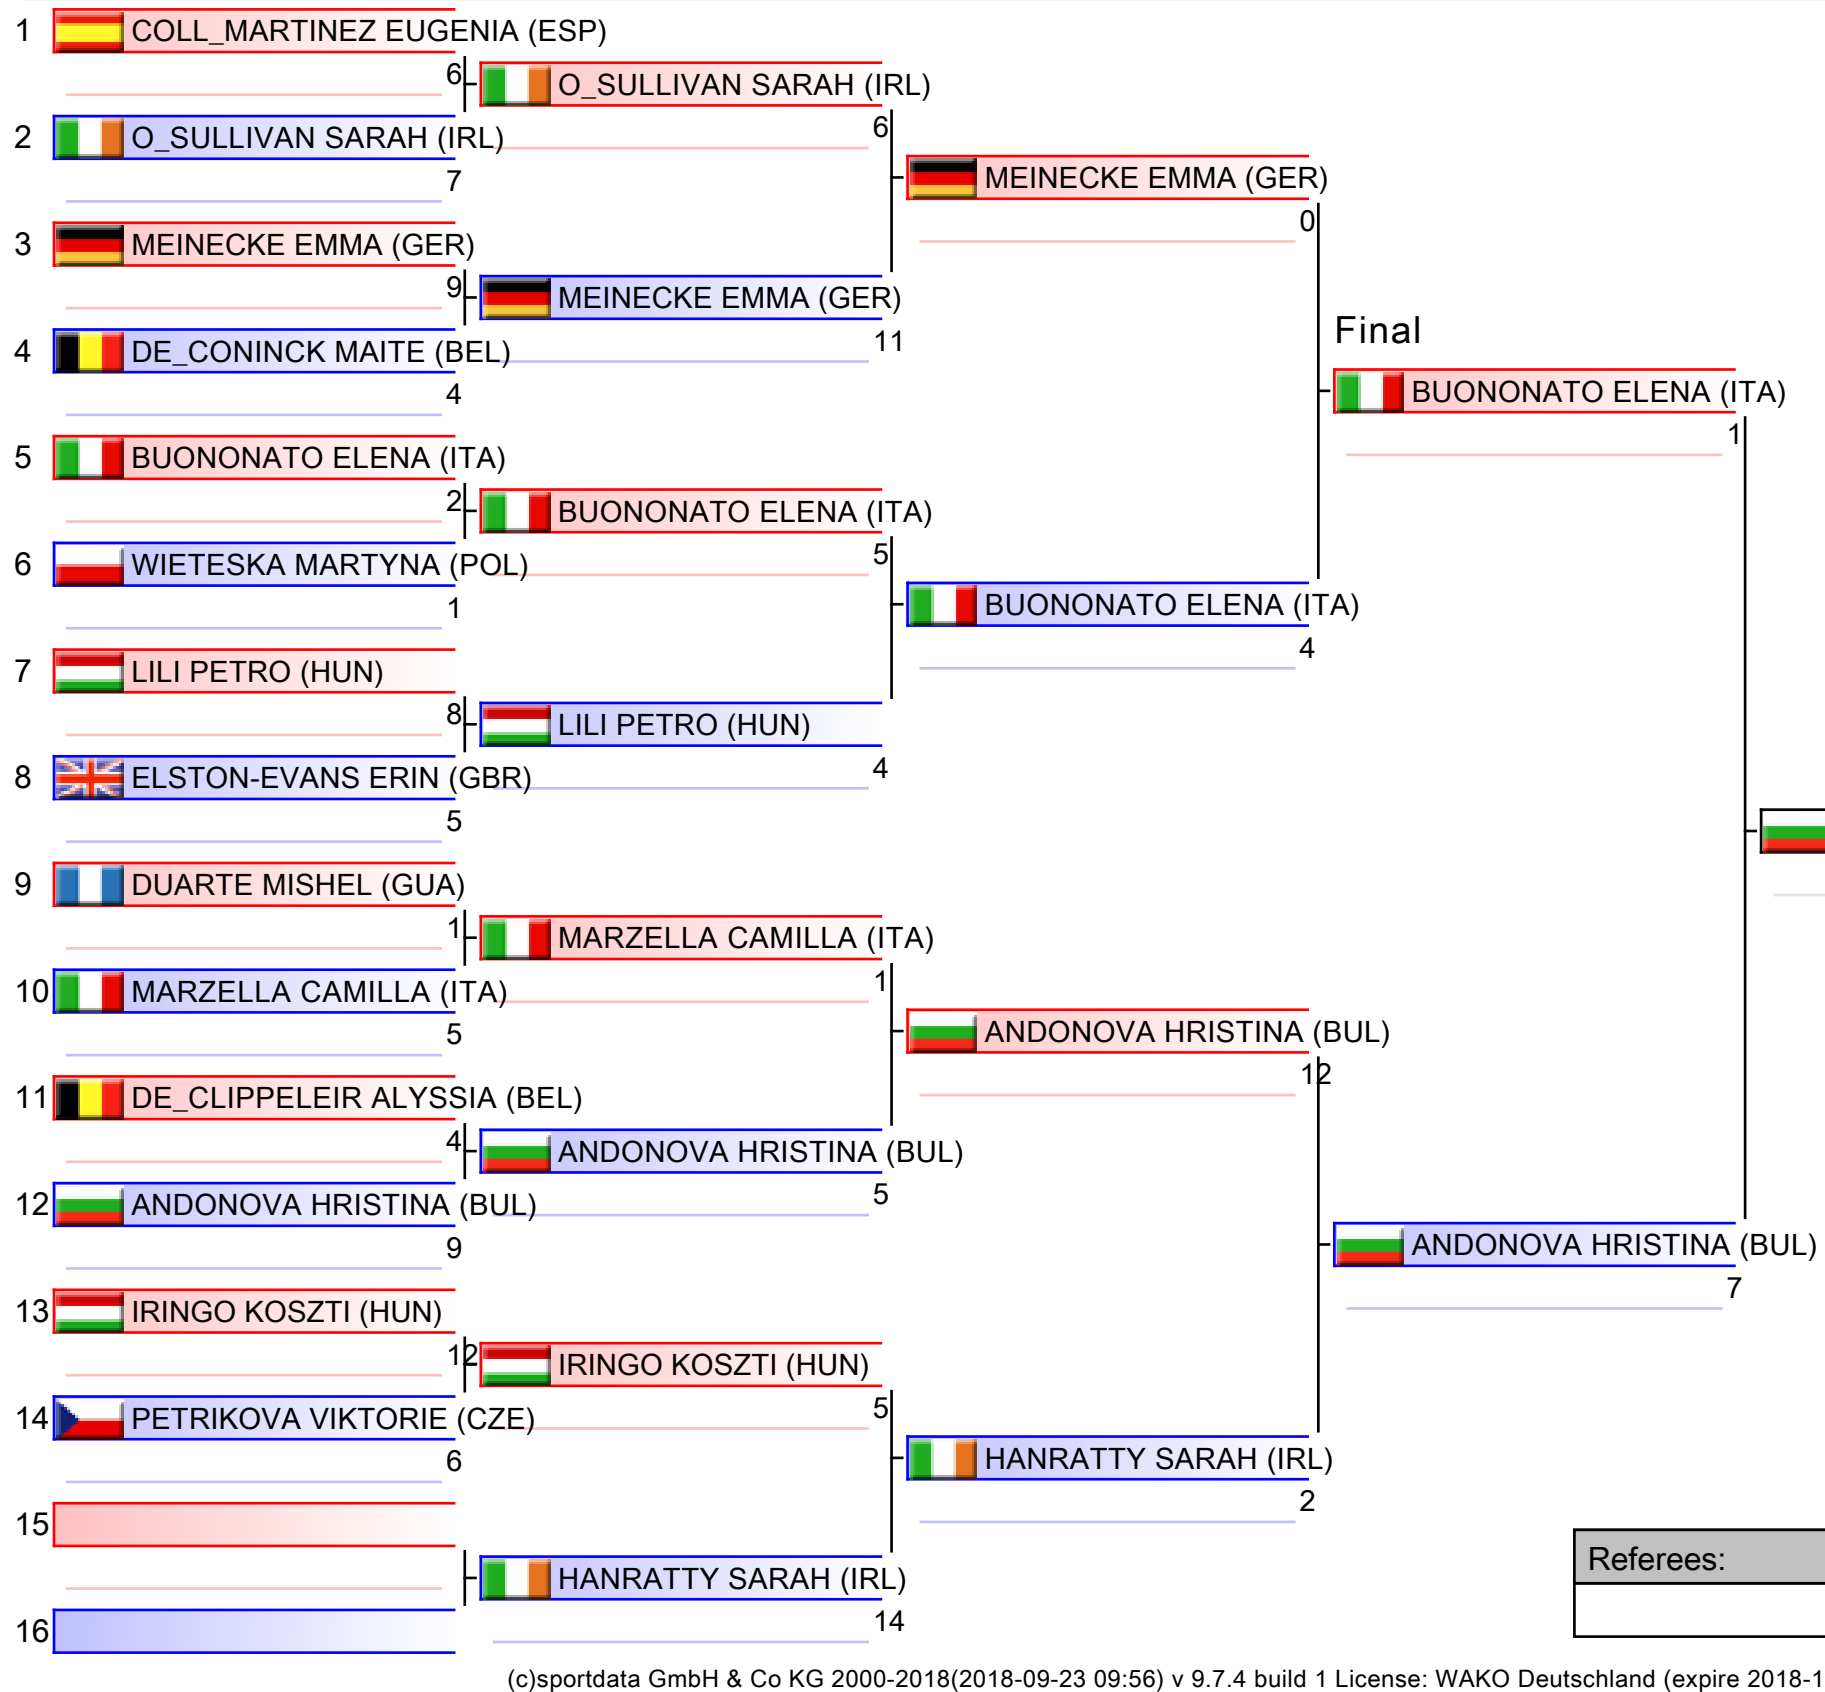 1 COLL_MARTINEZ EUGENIA (ESP)
6 O_SULLIVAN SARAH (IRL)
2 O_SULLIVAN SARAH (IRL)
6
7
MEINECKE EMMA (GER)
0
3 MEINECKE EMMA (GER)
9 MEINECKE EMMA (GER)
11
4 DE_CONINCK MAITE (BEL)
4
Final
BUONONATO ELENA (ITA)
1
5 BUONONATO ELENA (ITA)
2 BUONONATO ELENA (ITA)
5
6 WIETESKA MARTYNA (POL)
1
BUONONATO ELENA (ITA)
4
7 LILI PETRO (HUN)
8 LILI PETRO (HUN)
4
8 ELSTON-EVANS ERIN (GBR)
5
9 DUARTE MISHEL (GUA)
1 MARZELLA CAMILLA (ITA)
1
10 MARZELLA CAMILLA (ITA)
5
ANDONOVA HRISTINA (BUL)
12
11 DE_CLIPPELEIR ALYSSIA (BEL)
4 ANDONOVA HRISTINA (BUL)
5
12 ANDONOVA HRISTINA (BUL)
9
ANDONOVA HRISTINA (BUL)
7
13 IRINGO KOSZTI (HUN)
12 IRINGO KOSZTI (HUN)
5
14 PETRIKOVA VIKTORIE (CZE)
6
HANRATTY SARAH (IRL)
2
15
HANRATTY SARAH (IRL)
14
16
Referees:
(c)sportdata GmbH & Co KG 2000-2018(2018-09-23 09:56) v 9.7.4 build 1 License: WAKO Deutschland (expire 2018-1